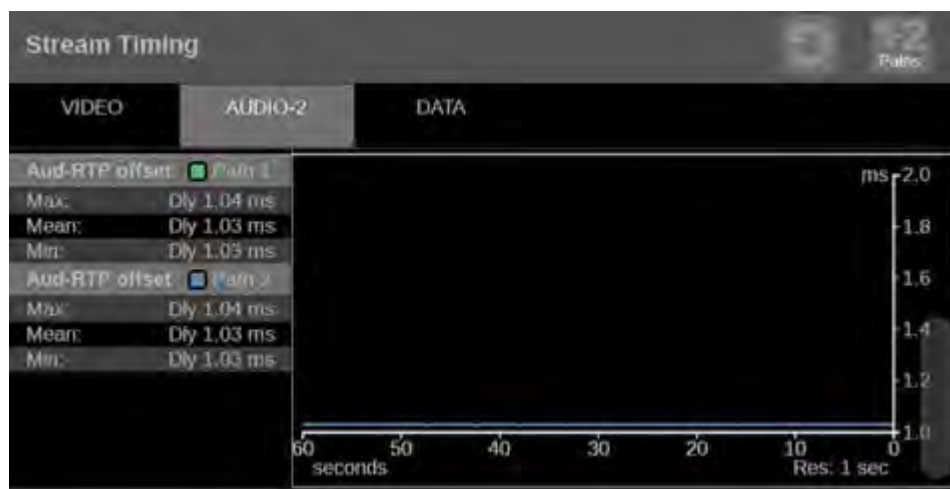 Stream Timing
1-2
Paths
VIDEO
AUDIO-2
DATA
Aud-RTP offset Path 1
Max: Dly 1.04 ms
Mean: Dly 1.03 ms
Min: Dly 1.03 ms
Aud-RTP offset Path 2
Max: Dly 1.04 ms
Mean: Dly 1.03 ms
Min: Dly 1.03 ms
ms 2.0
1.8
1.6
1.4
1.2
1.0
60 50 40 30 20 10 0
seconds
Res: 1 sec